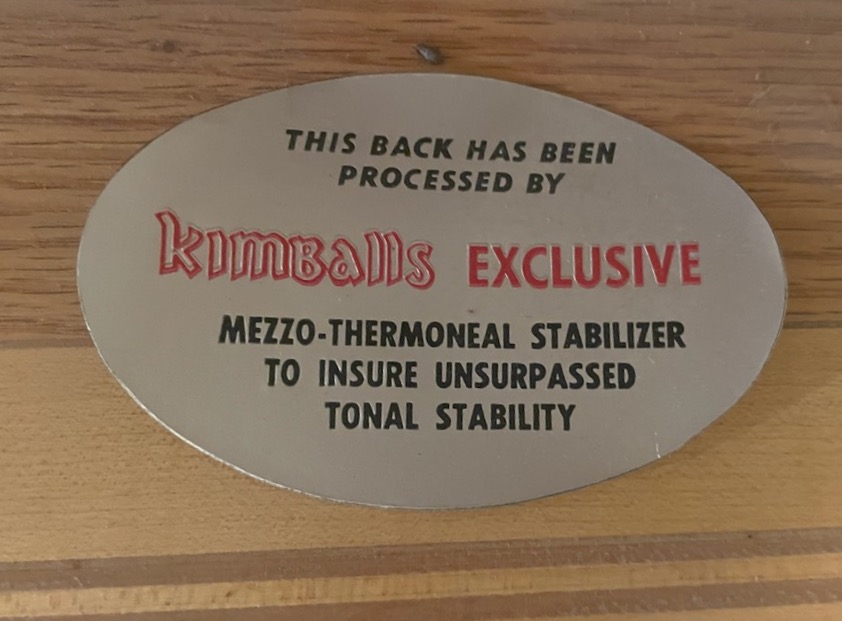 THIS BACK HAS BEEN
PROCESSED BY
kimBalls EXCLUSIVE
MEZZO-THERMONEAL STABILIZER
TO INSURE UNSURPASSED
TONAL STABILITY